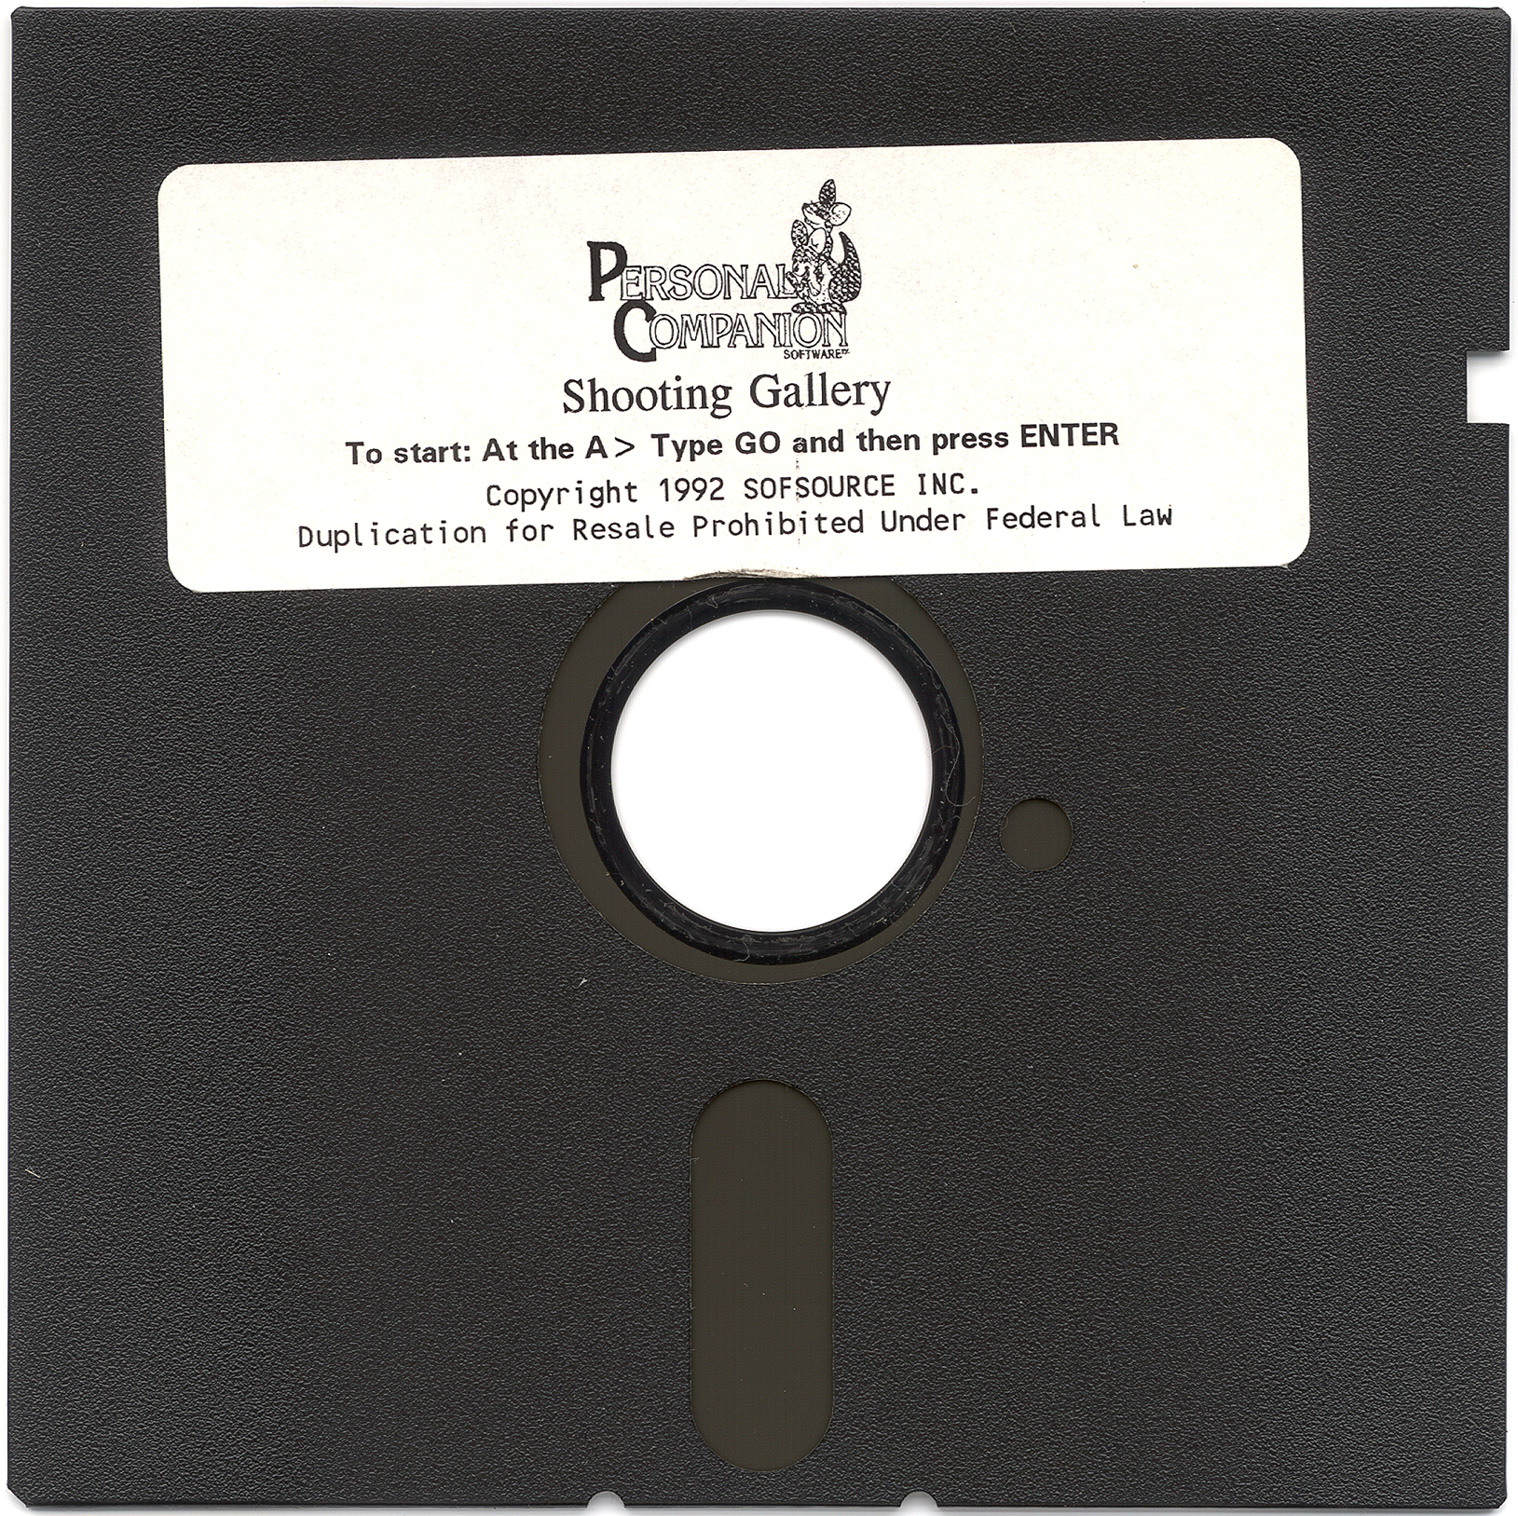 PERSONAL
COMPANION
SOFTWARE™
Shooting Gallery
To start: At the A> Type GO and then press ENTER
Copyright 1992 SOFSOURCE INC.
Duplication for Resale Prohibited Under Federal Law